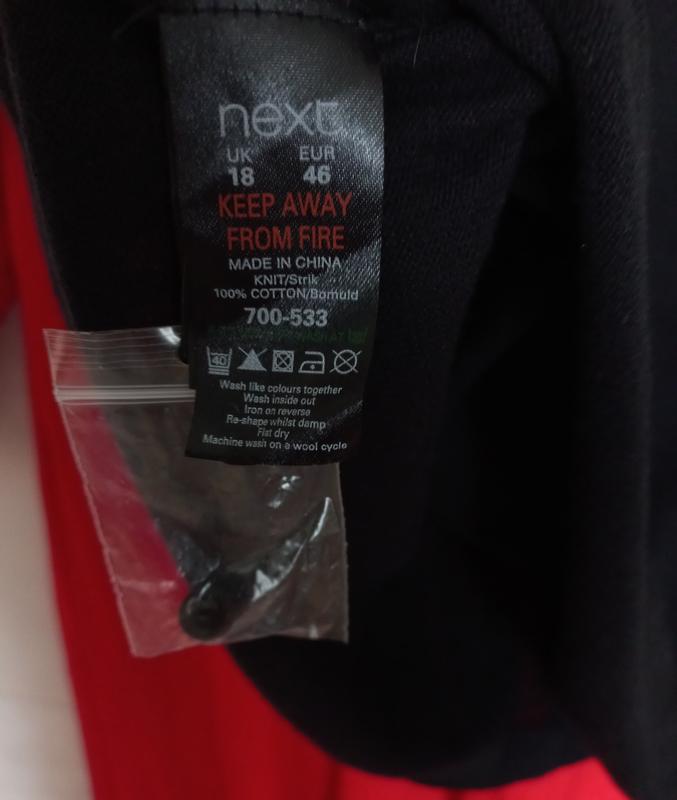 next
UK EUR
18 46
KEEP AWAY
FROM FIRE
MADE IN CHINA
KNIT/Strik
100% COTTON/Bomuld
700-533
40
Wash like colours together
Wash inside out
Iron on reverse
Re-shape whilst damp
Flat dry
Machine wash on a wool cycle